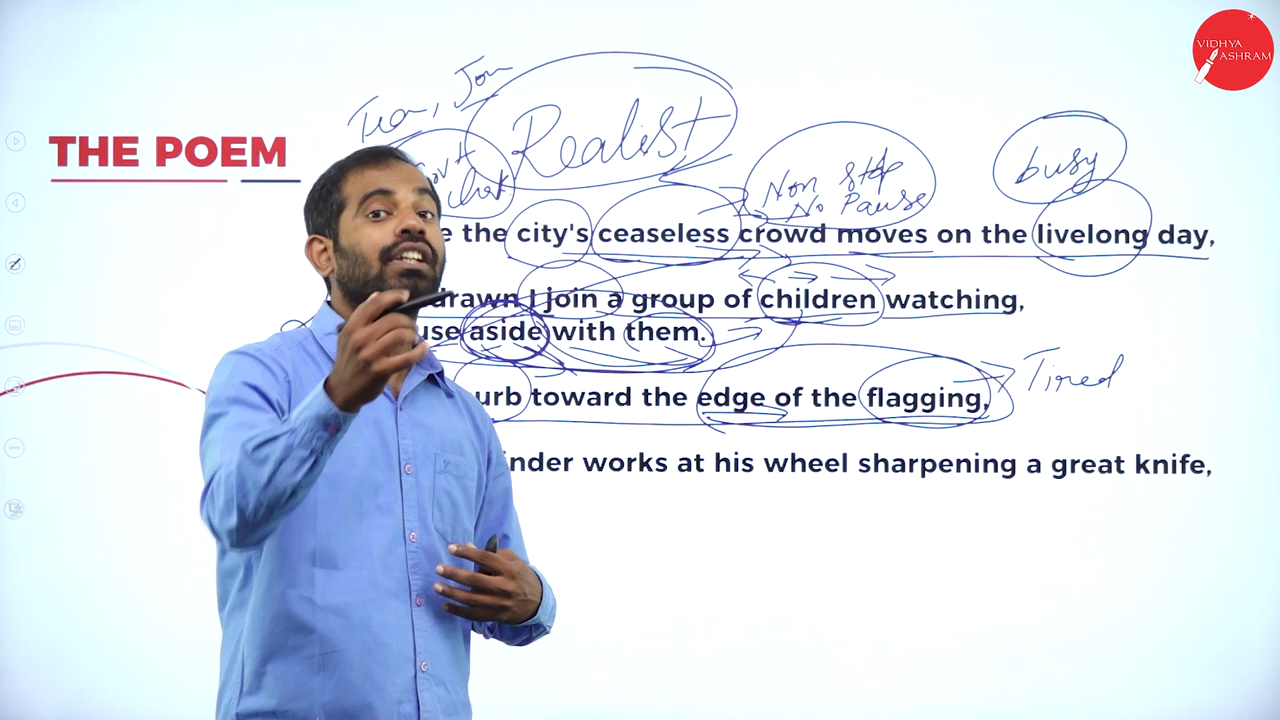 VIDHYA
ASHRAM
THE POEM
Realist
Non Stop
No Pause
busy
e the city's ceaseless crowd moves on the livelong day,
drawn I join a group of children watching,
use aside with them.
urb toward the edge of the flagging,
Tired
inder works at his wheel sharpening a great knife,